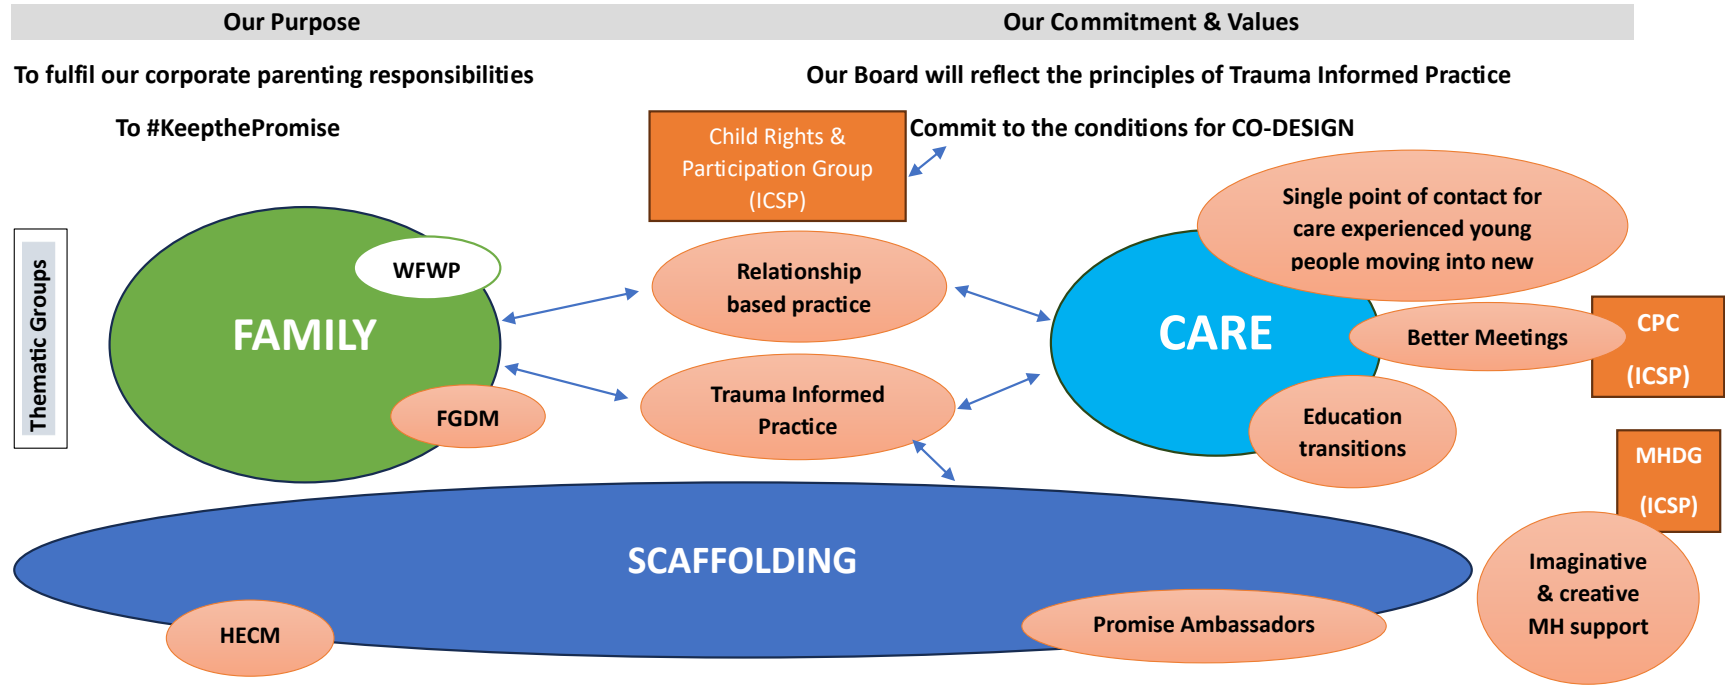 Our Purpose
Our Commitment & Values
To fulfil our corporate parenting responsibilities
Our Board will reflect the principles of Trauma Informed Practice
To #KeepthePromise
Commit to the conditions for CO-DESIGN
Child Rights &
Participation Group
(ICSP)
Thematic Groups
FAMILY
WFWP
FGDM
Relationship
based practice
Trauma Informed
Practice
CARE
Single point of contact for
care experienced young
people moving into new
Better Meetings
CPC
(ICSP)
Education
transitions
MHDG
(ICSP)
Imaginative
& creative
MH support
SCAFFOLDING
HECM
Promise Ambassadors